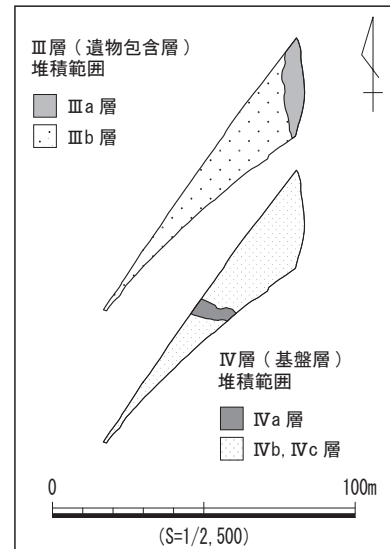 Ⅲ層（遺物包含層）
堆積範囲
Ⅲa 層
Ⅲb 層
Ⅳ層（基盤層）
堆積範囲
Ⅳa 層
Ⅳb, Ⅳc 層
0 100m
(S=1/2,500)